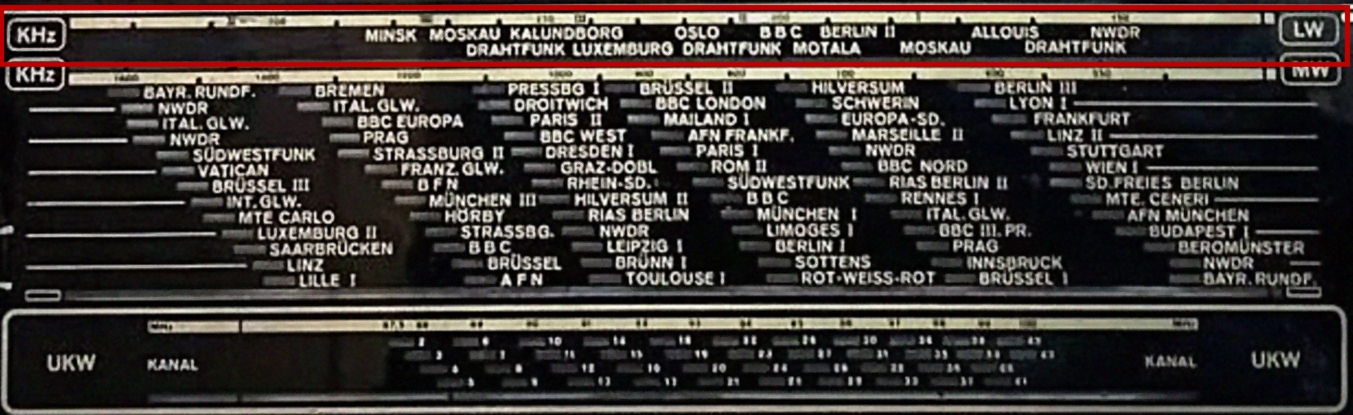 KHz MINSK MOSKAU KALUNDBORG OSLO BBC BERLIN II ALLOUIS NWDR LW
DRAHTFUNK LUXEMBURG DRAHTFUNK MOTALA MOSKAU DRAHTFUNK
KHz MW
BAYR. RUNDF. BREMEN PRESSBG I BRÜSSEL II HILVERSUM BERLIN III
NWDR ITAL. GLW. DROITWICH BBC LONDON SCHWERIN LYON I
ITAL. GLW. BBC EUROPA PARIS II MAILAND I EUROPA-SD. FRANKFURT
NWDR PRAG BBC WEST AFN FRANKF. MARSEILLE II LINZ II
SÜDWESTFUNK STRASSBURG II DRESDEN I PARIS I NWDR STUTTGART
VATICAN FRANZ. GLW. GRAZ-DOBL ROM II BBC NORD WIEN I
BRÜSSEL III BFN RHEIN-SD. SÜDWESTFUNK RIAS BERLIN II SD. FREIES BERLIN
INT. GLW. MÜNCHEN III HILVERSUM II BBC RENNES I MTE. CENERI
MTE CARLO HÖRBY RIAS BERLIN MÜNCHEN I ITAL. GLW. AFN MÜNCHEN
LUXEMBURG II STRASSBG. NWDR LIMOGES I BBC III. PR. BUDAPEST I
SAARBRÜCKEN BBC LEIPZIG I BERLIN I PRAG BEROMÜNSTER
LINZ BRÜSSEL BRÜNN I SOTTENS INNSBRUCK NWDR
LILLE I AFN TOULOUSE I ROT-WEISS-ROT BRÜSSEL I BAYR. RUNDF.
UKW KANAL KANAL UKW